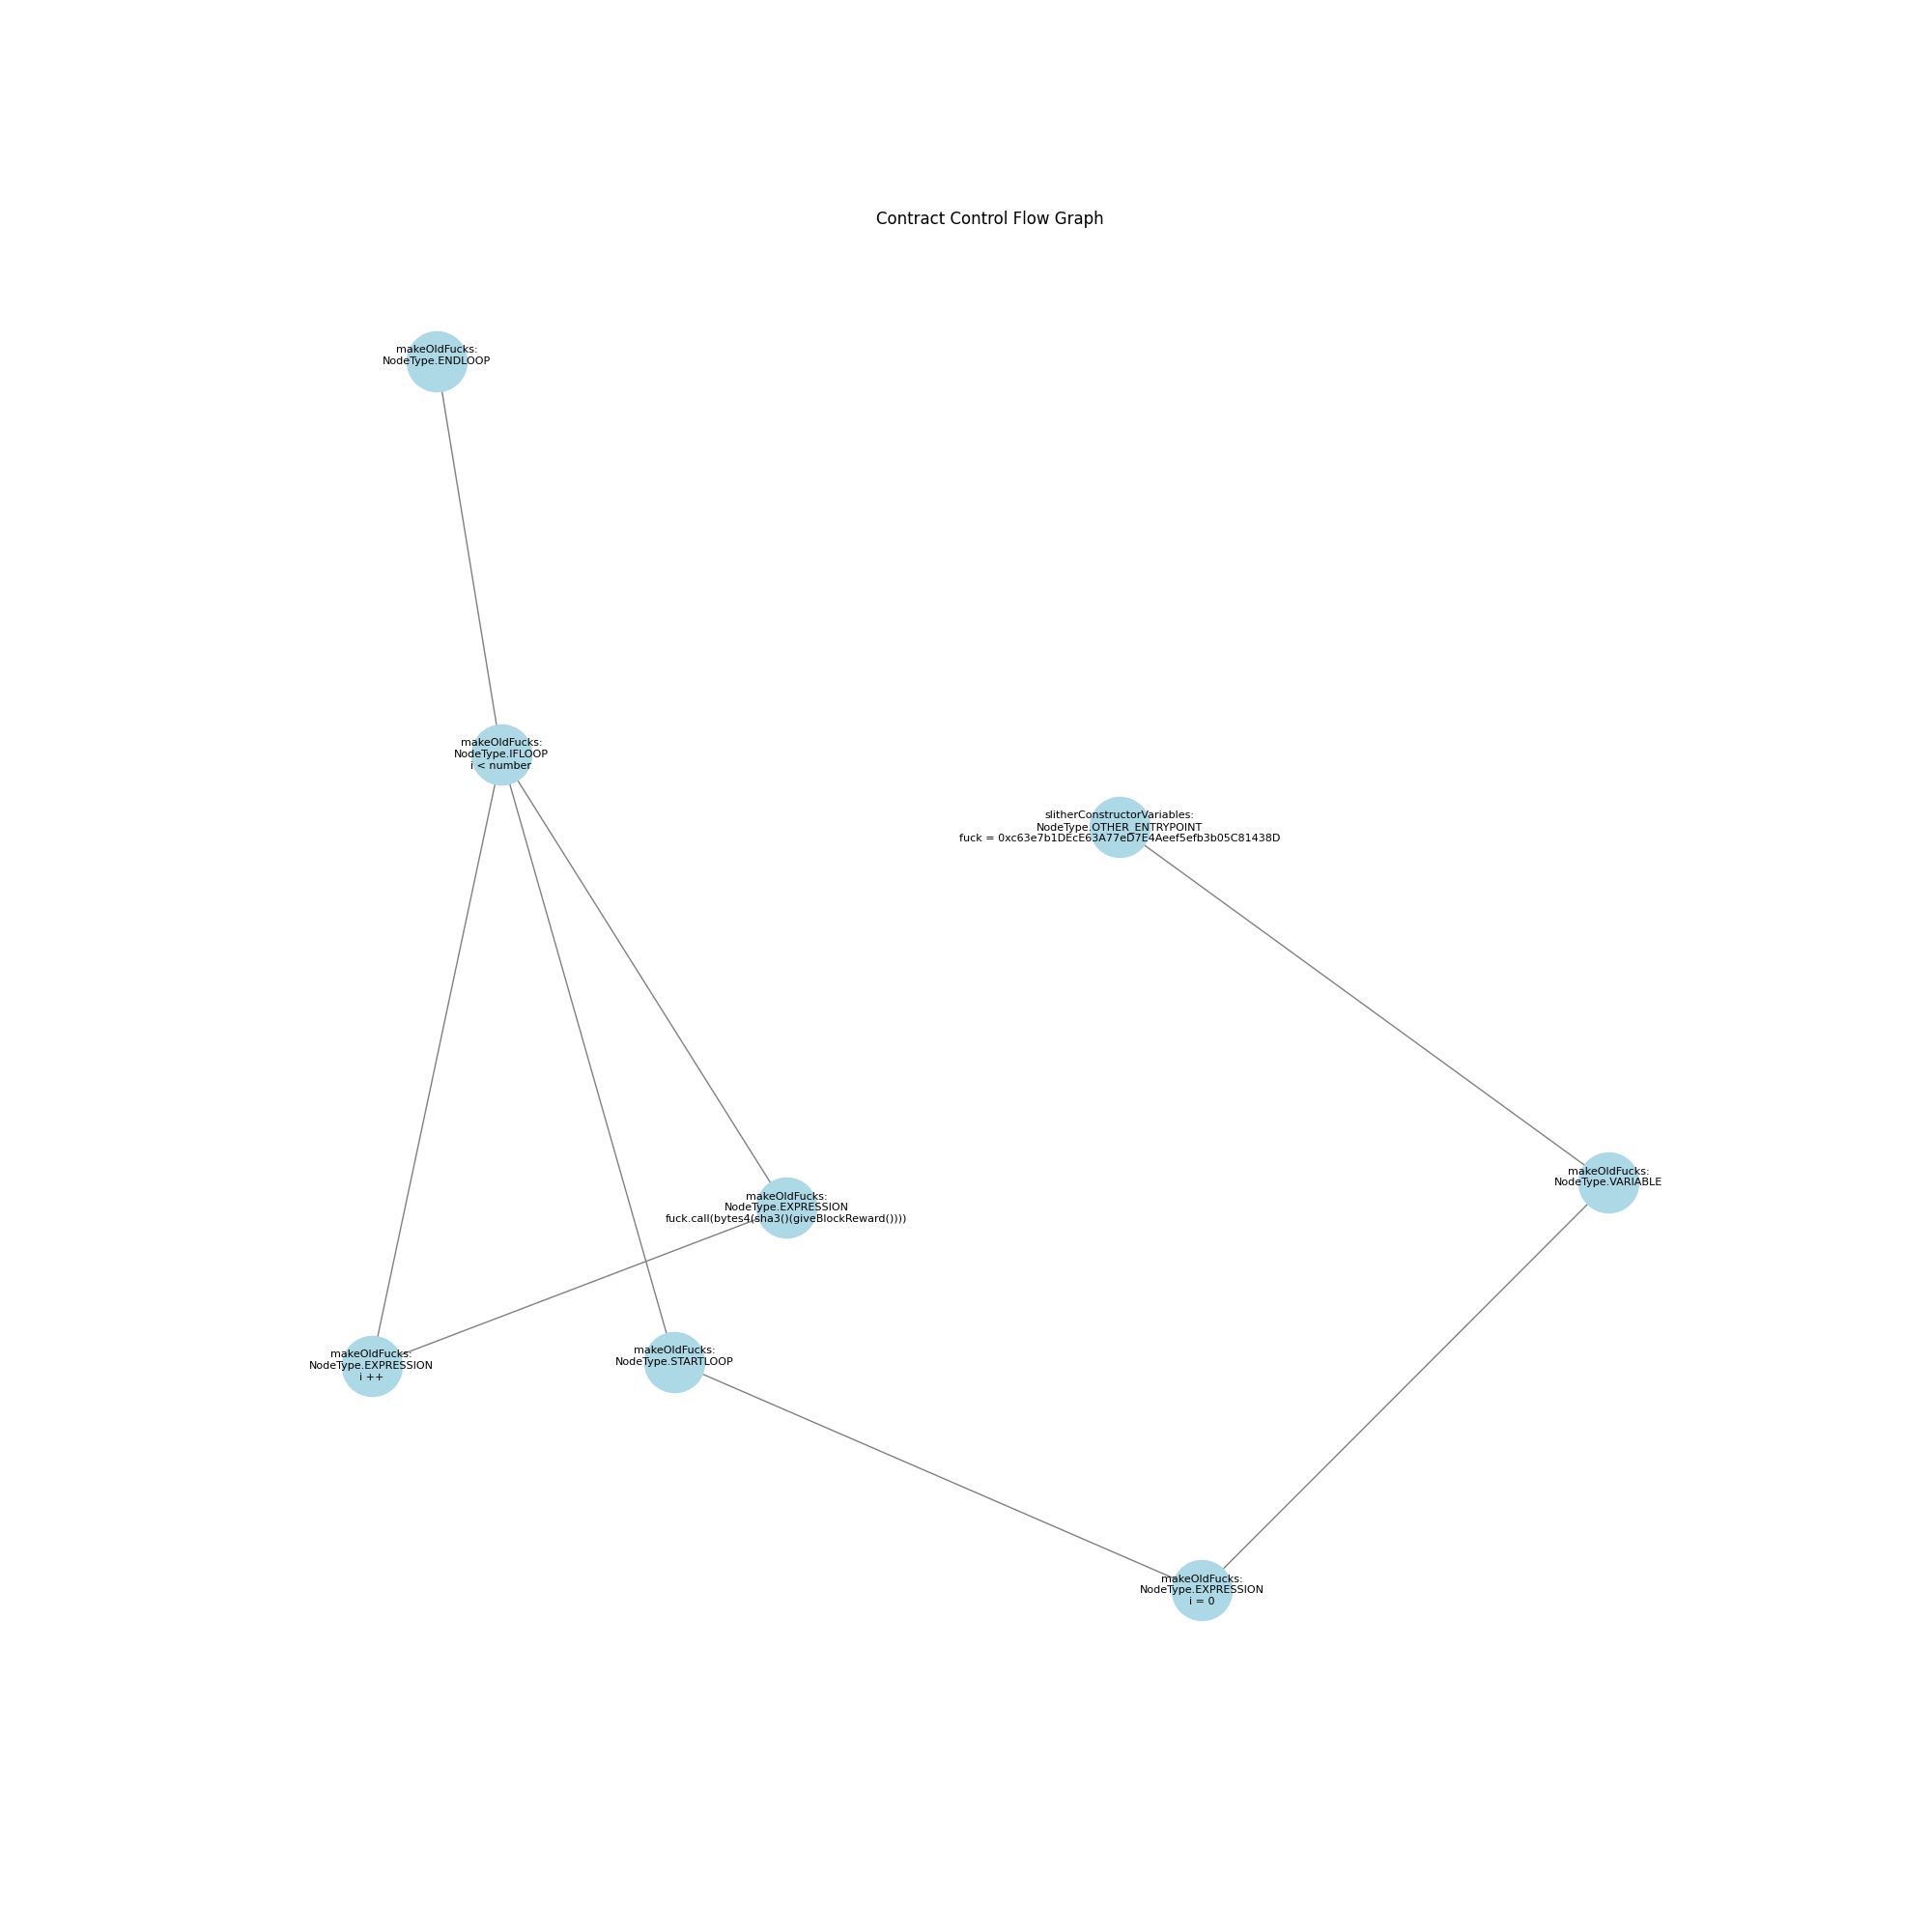 Contract Control Flow Graph
makeOldFucks:
NodeType.ENDLOOP
makeOldFucks:
NodeType.IFLOOP
i < number
slitherConstructorVariables:
NodeType.OTHER_ENTRYPOINT
fuck = 0xc63e7b1DEcE63A77eD7E4Aeef5efb3b05C81438D
makeOldFucks:
NodeType.VARIABLE
makeOldFucks:
NodeType.EXPRESSION
fuck.call(bytes4(sha3()(giveBlockReward())))
makeOldFucks:
NodeType.EXPRESSION
i ++
makeOldFucks:
NodeType.STARTLOOP
makeOldFucks:
NodeType.EXPRESSION
i = 0